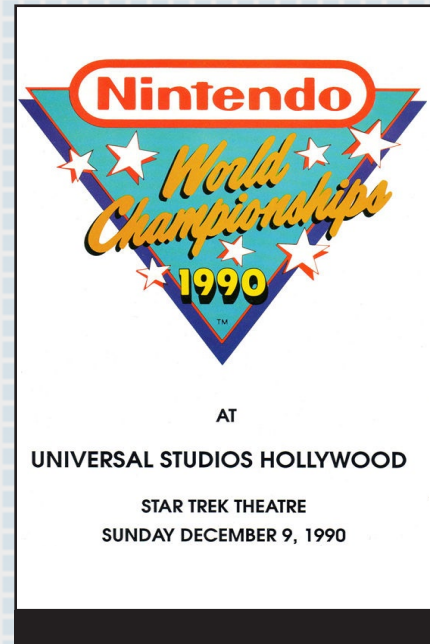 Nintendo
World
Championships
1990
TM
AT
UNIVERSAL STUDIOS HOLLYWOOD
STAR TREK THEATRE
SUNDAY DECEMBER 9, 1990